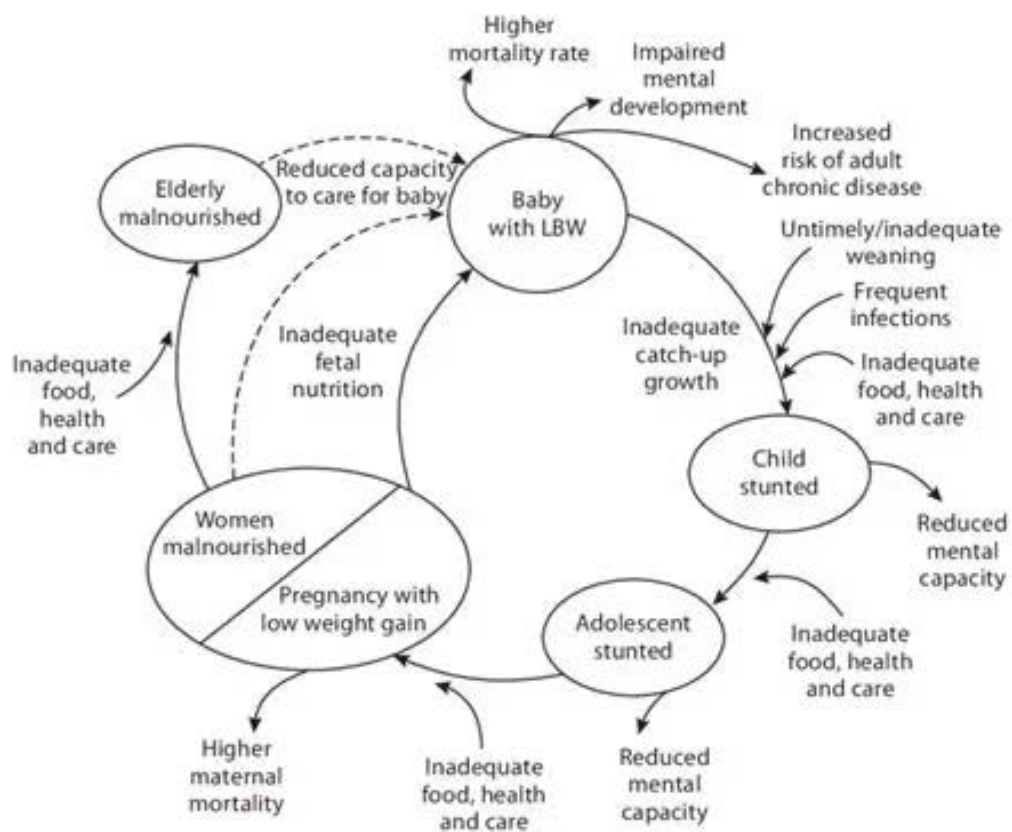 Higher
mortality rate
Impaired
mental
development
Increased
risk of adult
chronic disease
Elderly
malnourished
Reduced capacity
to care for baby
Baby
with LBW
Untimely/inadequate
weaning
Frequent
infections
Inadequate
food, health
and care
Inadequate
catch-up
growth
Inadequate
fetal
nutrition
Inadequate
food,
health
and care
Child
stunted
Reduced
mental
capacity
Women
malnourished
Pregnancy with
low weight gain
Adolescent
stunted
Inadequate
food, health
and care
Higher
maternal
mortality
Inadequate
food, health
and care
Reduced
mental
capacity